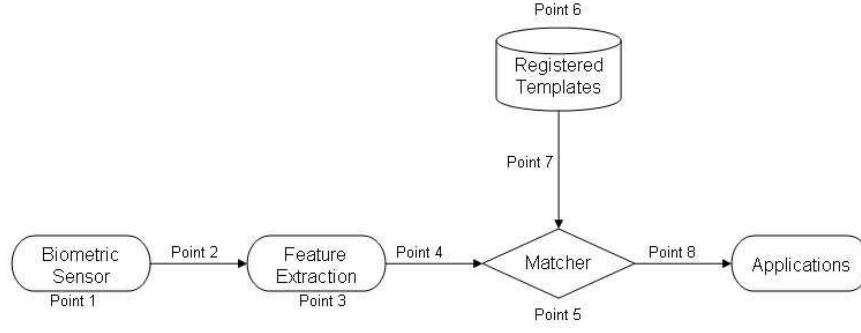 Point 6
Registered
Templates
Point 7
Biometric
Sensor
Point 1
Point 2
Feature
Extraction
Point 3
Point 4
Matcher
Point 5
Point 8
Applications